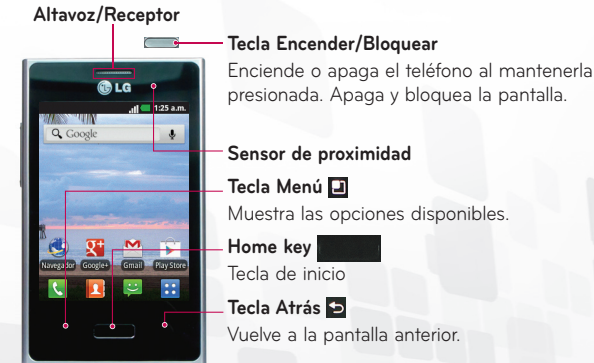 Altavoz/Receptor
Tecla Encender/Bloquear
Enciende o apaga el teléfono al mantenerla
presionada. Apaga y bloquea la pantalla.
LG
1:25 a.m.
Google
Sensor de proximidad
Tecla Menú
Muestra las opciones disponibles.
Navegador Google+ Gmail Play Store
Home key
Tecla de inicio
Tecla Atrás
Vuelve a la pantalla anterior.